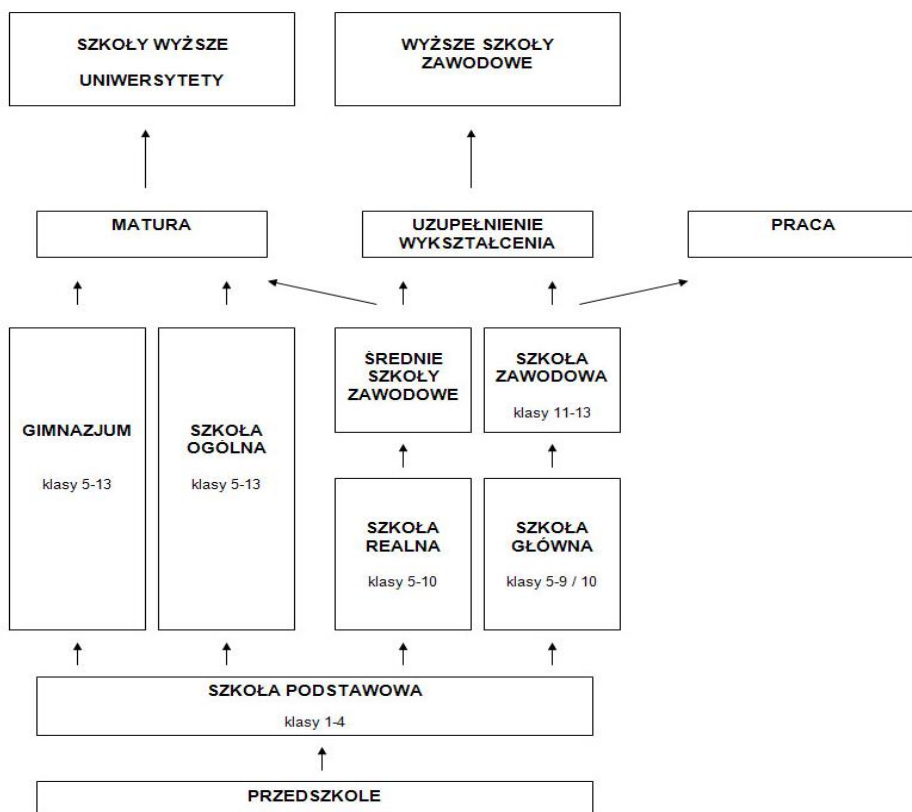 SZKOŁY WYŻSZE
UNIWERSYTETY
WYŻSZE SZKOŁY
ZAWODOWE
MATURA
UZUPEŁNIENIE
WYKSZTAŁCENIA
PRACA
GIMNAZJUM
klasy 5-13
SZKOŁA
OGÓLNA
klasy 5-13
ŚREDNIE
SZKOŁY
ZAWODOWE
SZKOŁA
ZAWODOWA
klasy 11-13
SZKOŁA
REALNA
klasy 5-10
SZKOŁA
GŁÓWNA
klasy 5-9 / 10
SZKOŁA PODSTAWOWA
klasy 1-4
PRZEDSZKOLE